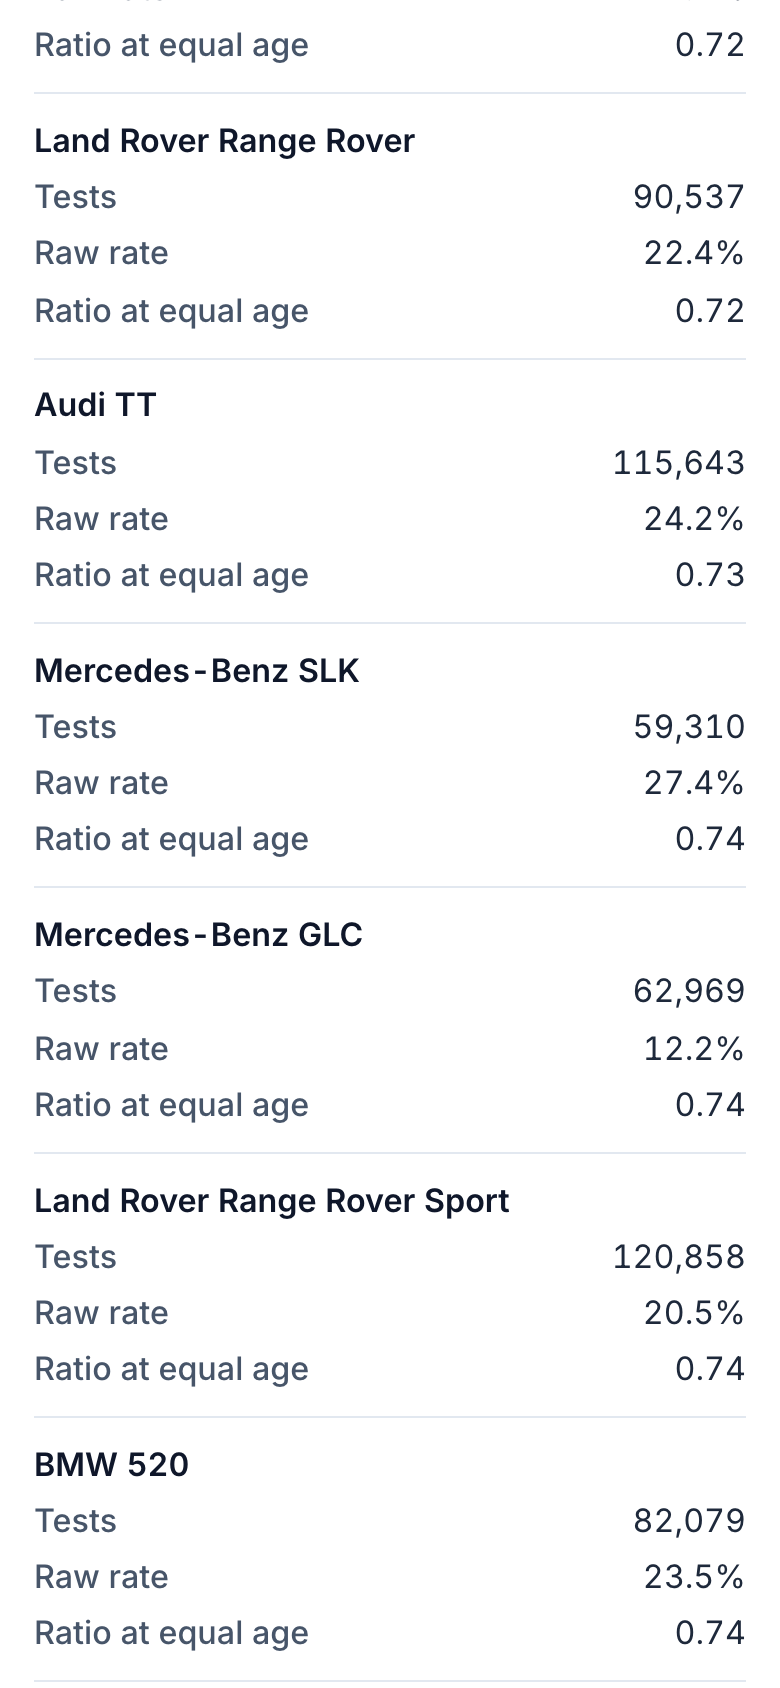 Ratio at equal age 0.72
Land Rover Range Rover
Tests 90,537
Raw rate 22.4%
Ratio at equal age 0.72
Audi TT
Tests 115,643
Raw rate 24.2%
Ratio at equal age 0.73
Mercedes-Benz SLK
Tests 59,310
Raw rate 27.4%
Ratio at equal age 0.74
Mercedes-Benz GLC
Tests 62,969
Raw rate 12.2%
Ratio at equal age 0.74
Land Rover Range Rover Sport
Tests 120,858
Raw rate 20.5%
Ratio at equal age 0.74
BMW 520
Tests 82,079
Raw rate 23.5%
Ratio at equal age 0.74